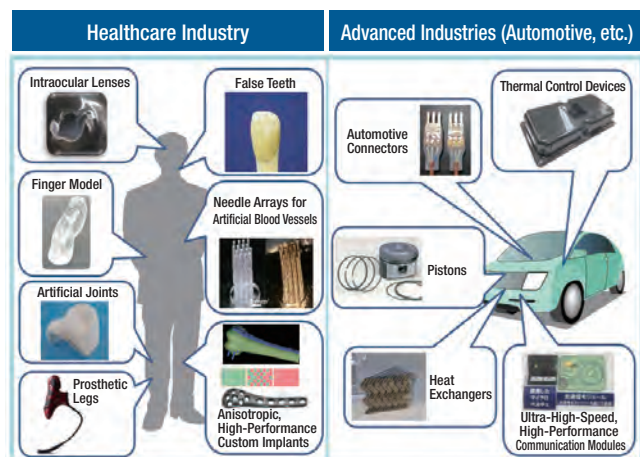 Healthcare Industry
Advanced Industries (Automotive, etc.)
Intraocular Lenses
False Teeth
Finger Model
Needle Arrays for
Artificial Blood Vessels
Artificial Joints
Prosthetic
Legs
Anisotropic,
High-Performance
Custom Implants
Thermal Control Devices
Automotive
Connectors
Pistons
Heat
Exchangers
Ultra-High-Speed,
High-Performance
Communication Modules